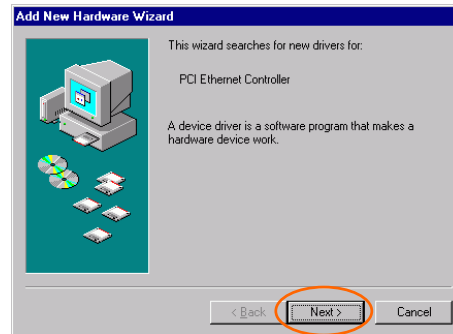 Add New Hardware Wizard
This wizard searches for new drivers for:
PCI Ethernet Controller
A device driver is a software program that makes a
hardware device work.
< Back
Next >
Cancel